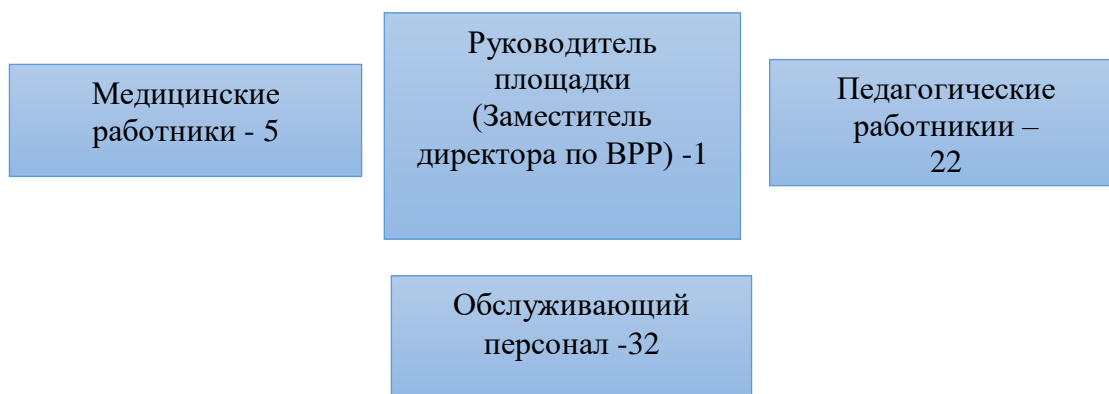 Медицинские
работники - 5
Руководитель
площадки
(Заместитель
директора по ВРР) -1
Педагогические
работникии –
22
Обслуживающий
персонал -32